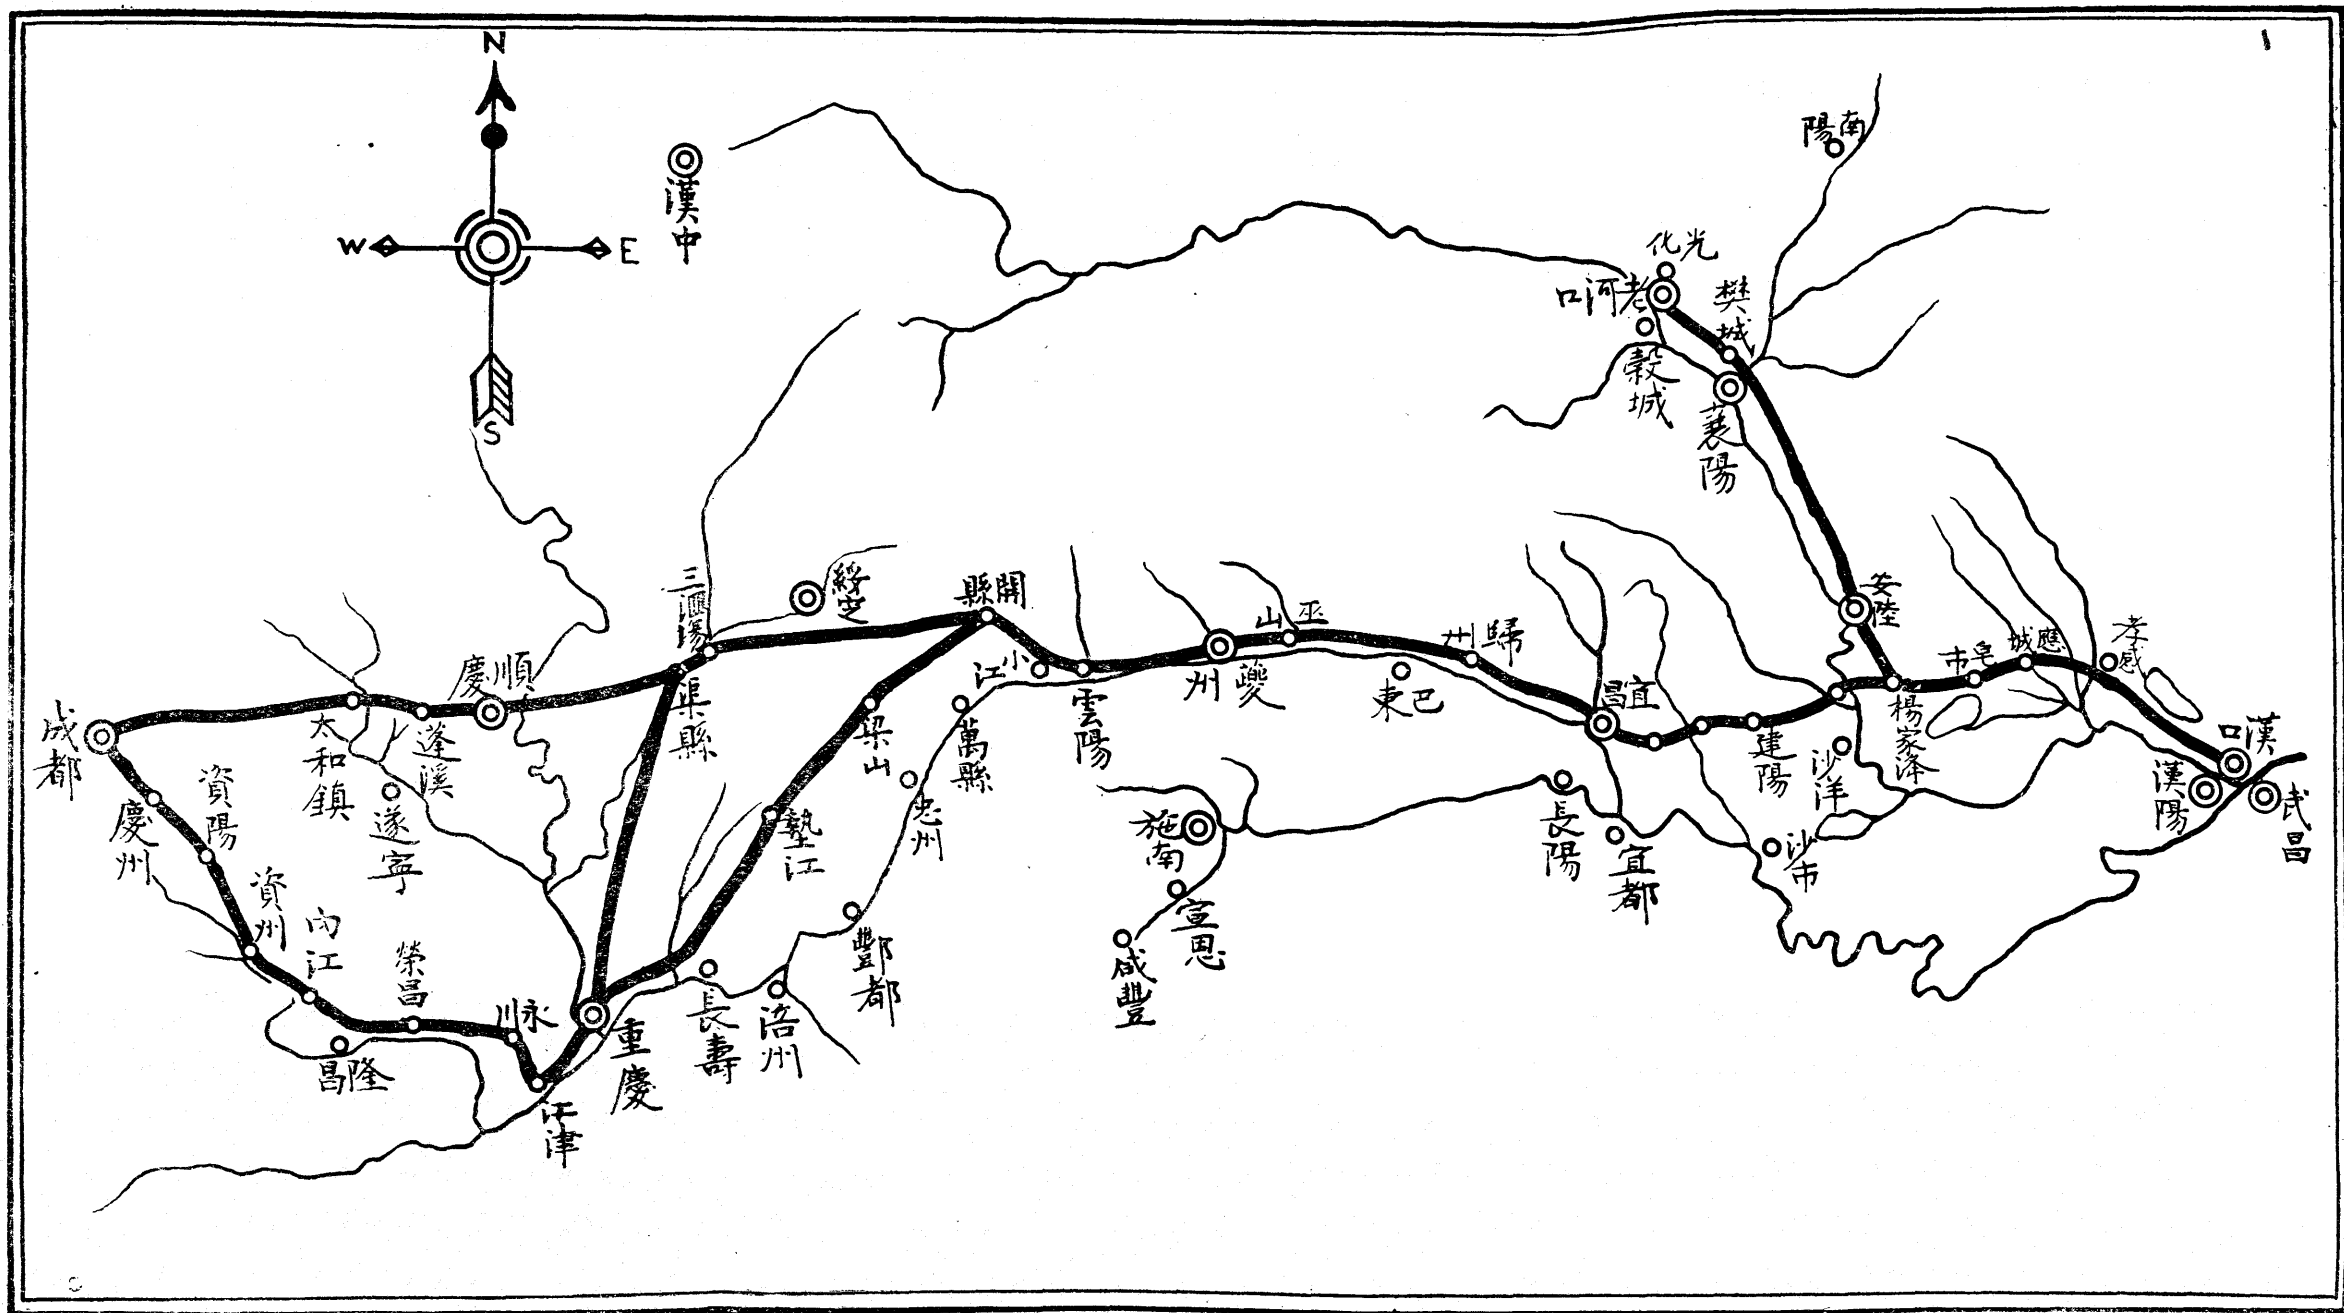 N
W
E
S
漢中
南陽
光化
老河口
樊城
穀城
襄陽
安陸
孝感
應城
皂市
楊家洚
漢口
漢陽
武昌
沙洋
建陽
沙市
宜昌
宜都
長陽
歸州
巴東
巫山
夔州
雲陽
小江
開縣
萬縣
忠州
梁山
墊江
酆都
涪州
長壽
重慶
江津
永川
榮昌
隆昌
內江
資州
資陽
慶州
成都
太和鎮
蓬溪
遂寧
順慶
渠縣
三匯場
綏定
施南
宣恩
咸豐